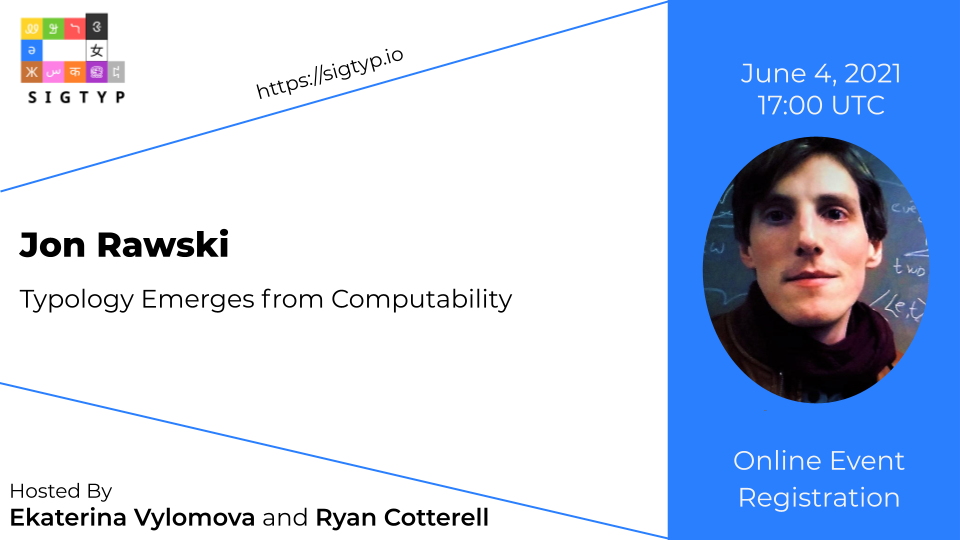 SIGTYP
https://sigtyp.io
June 4, 2021
17:00 UTC
Jon Rawski
Typology Emerges from Computability
Online Event
Registration
Hosted By
Ekaterina Vylomova and Ryan Cotterell